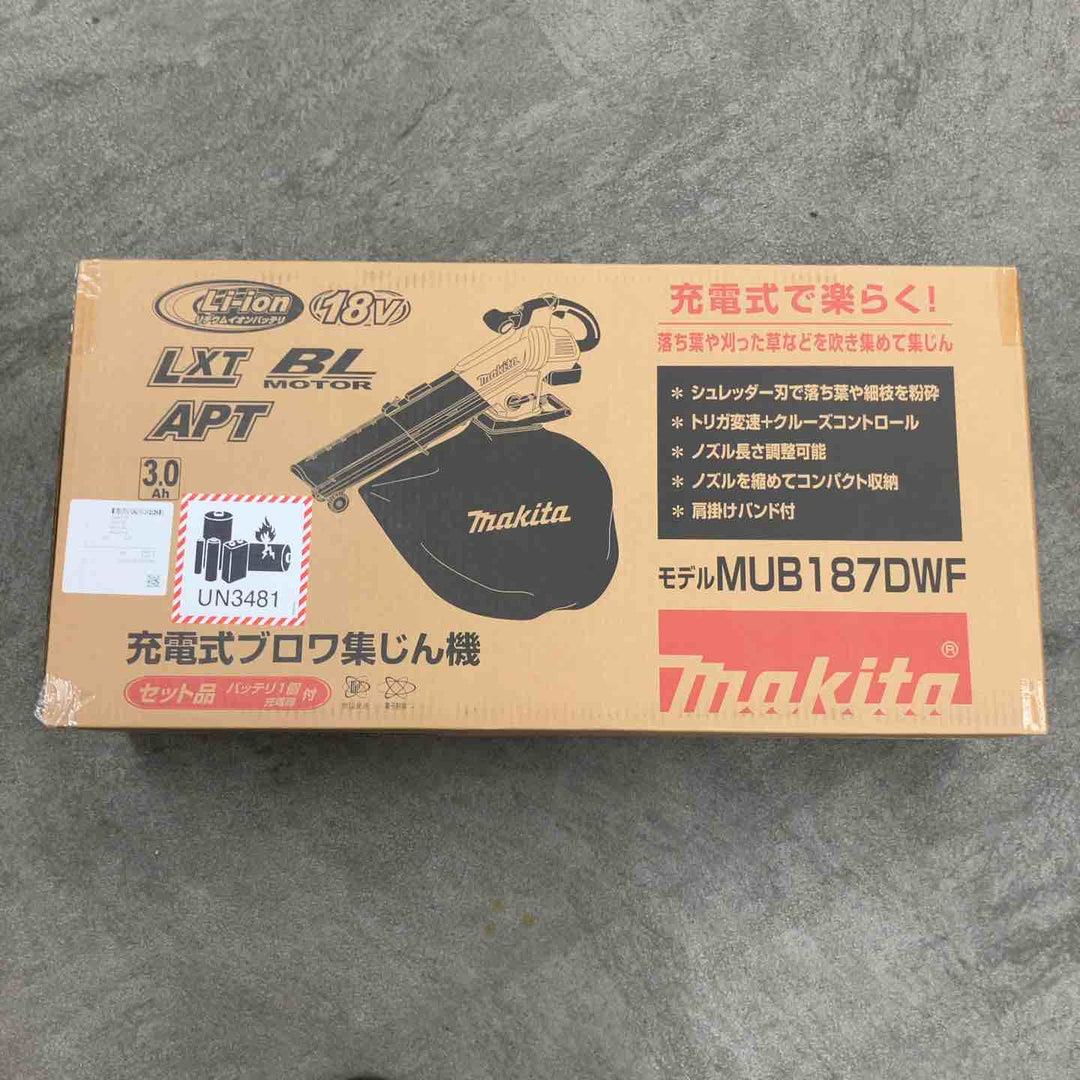 Li-ion
リチウムイオンバッテリ
18V
LXT
BL
MOTOR
APT
3.0
Ah
UN3481
makita
makita
充電式ブロワ集じん機
セット品
バッテリ1個
充電器
付
充電式で楽らく!
落ち葉や刈った草などを吹き集めて集じん
* シュレッダー刃で落ち葉や細枝を粉砕
* トリガ変速+クルーズコントロール
* ノズル長さ調整可能
* ノズルを縮めてコンパクト収納
* 肩掛けバンド付
モデルMUB187DWF
makita®